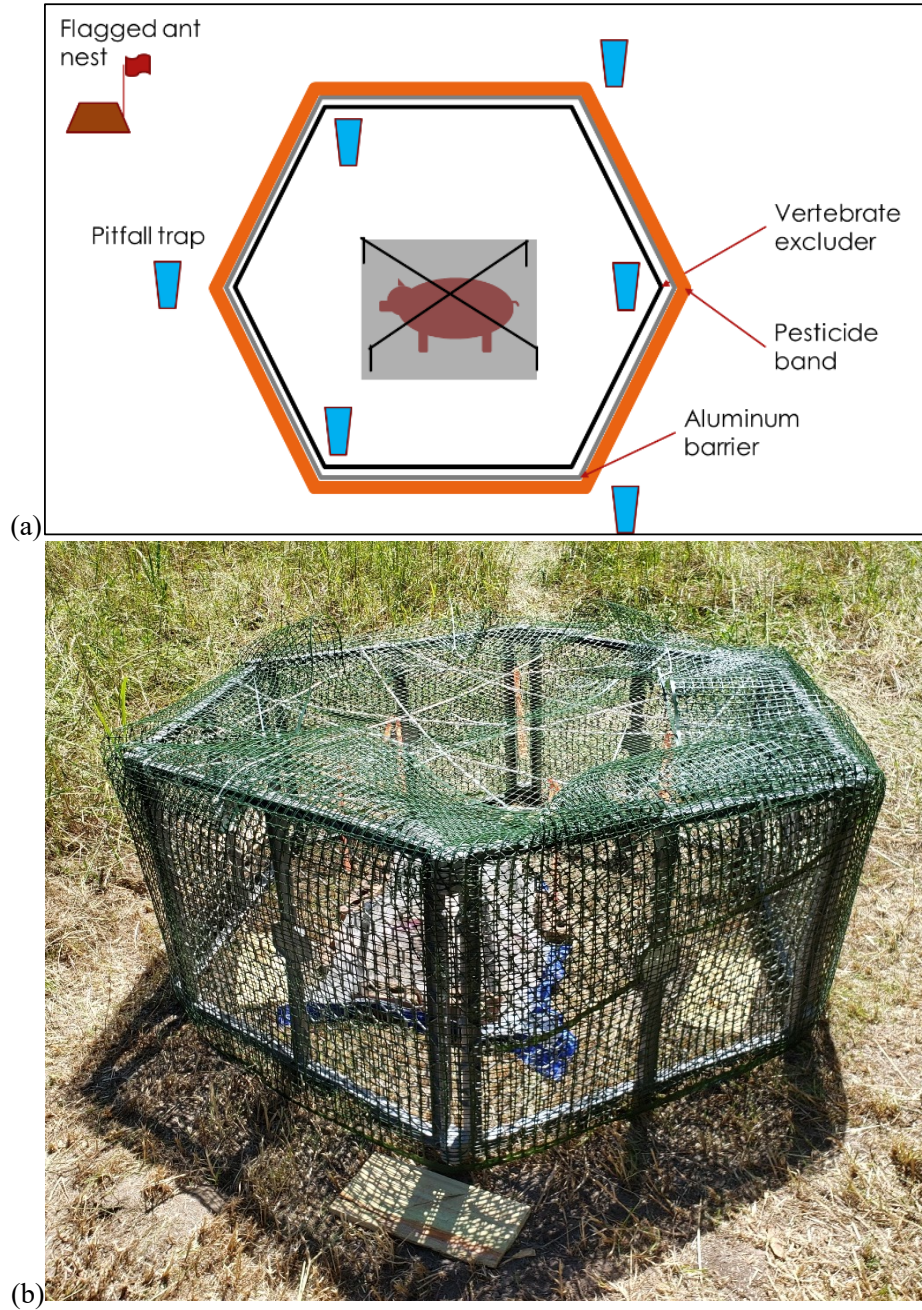 Flagged ant
nest
Pitfall trap
Vertebrate
excluder
Pesticide
band
Aluminum
barrier
(a)
(b)